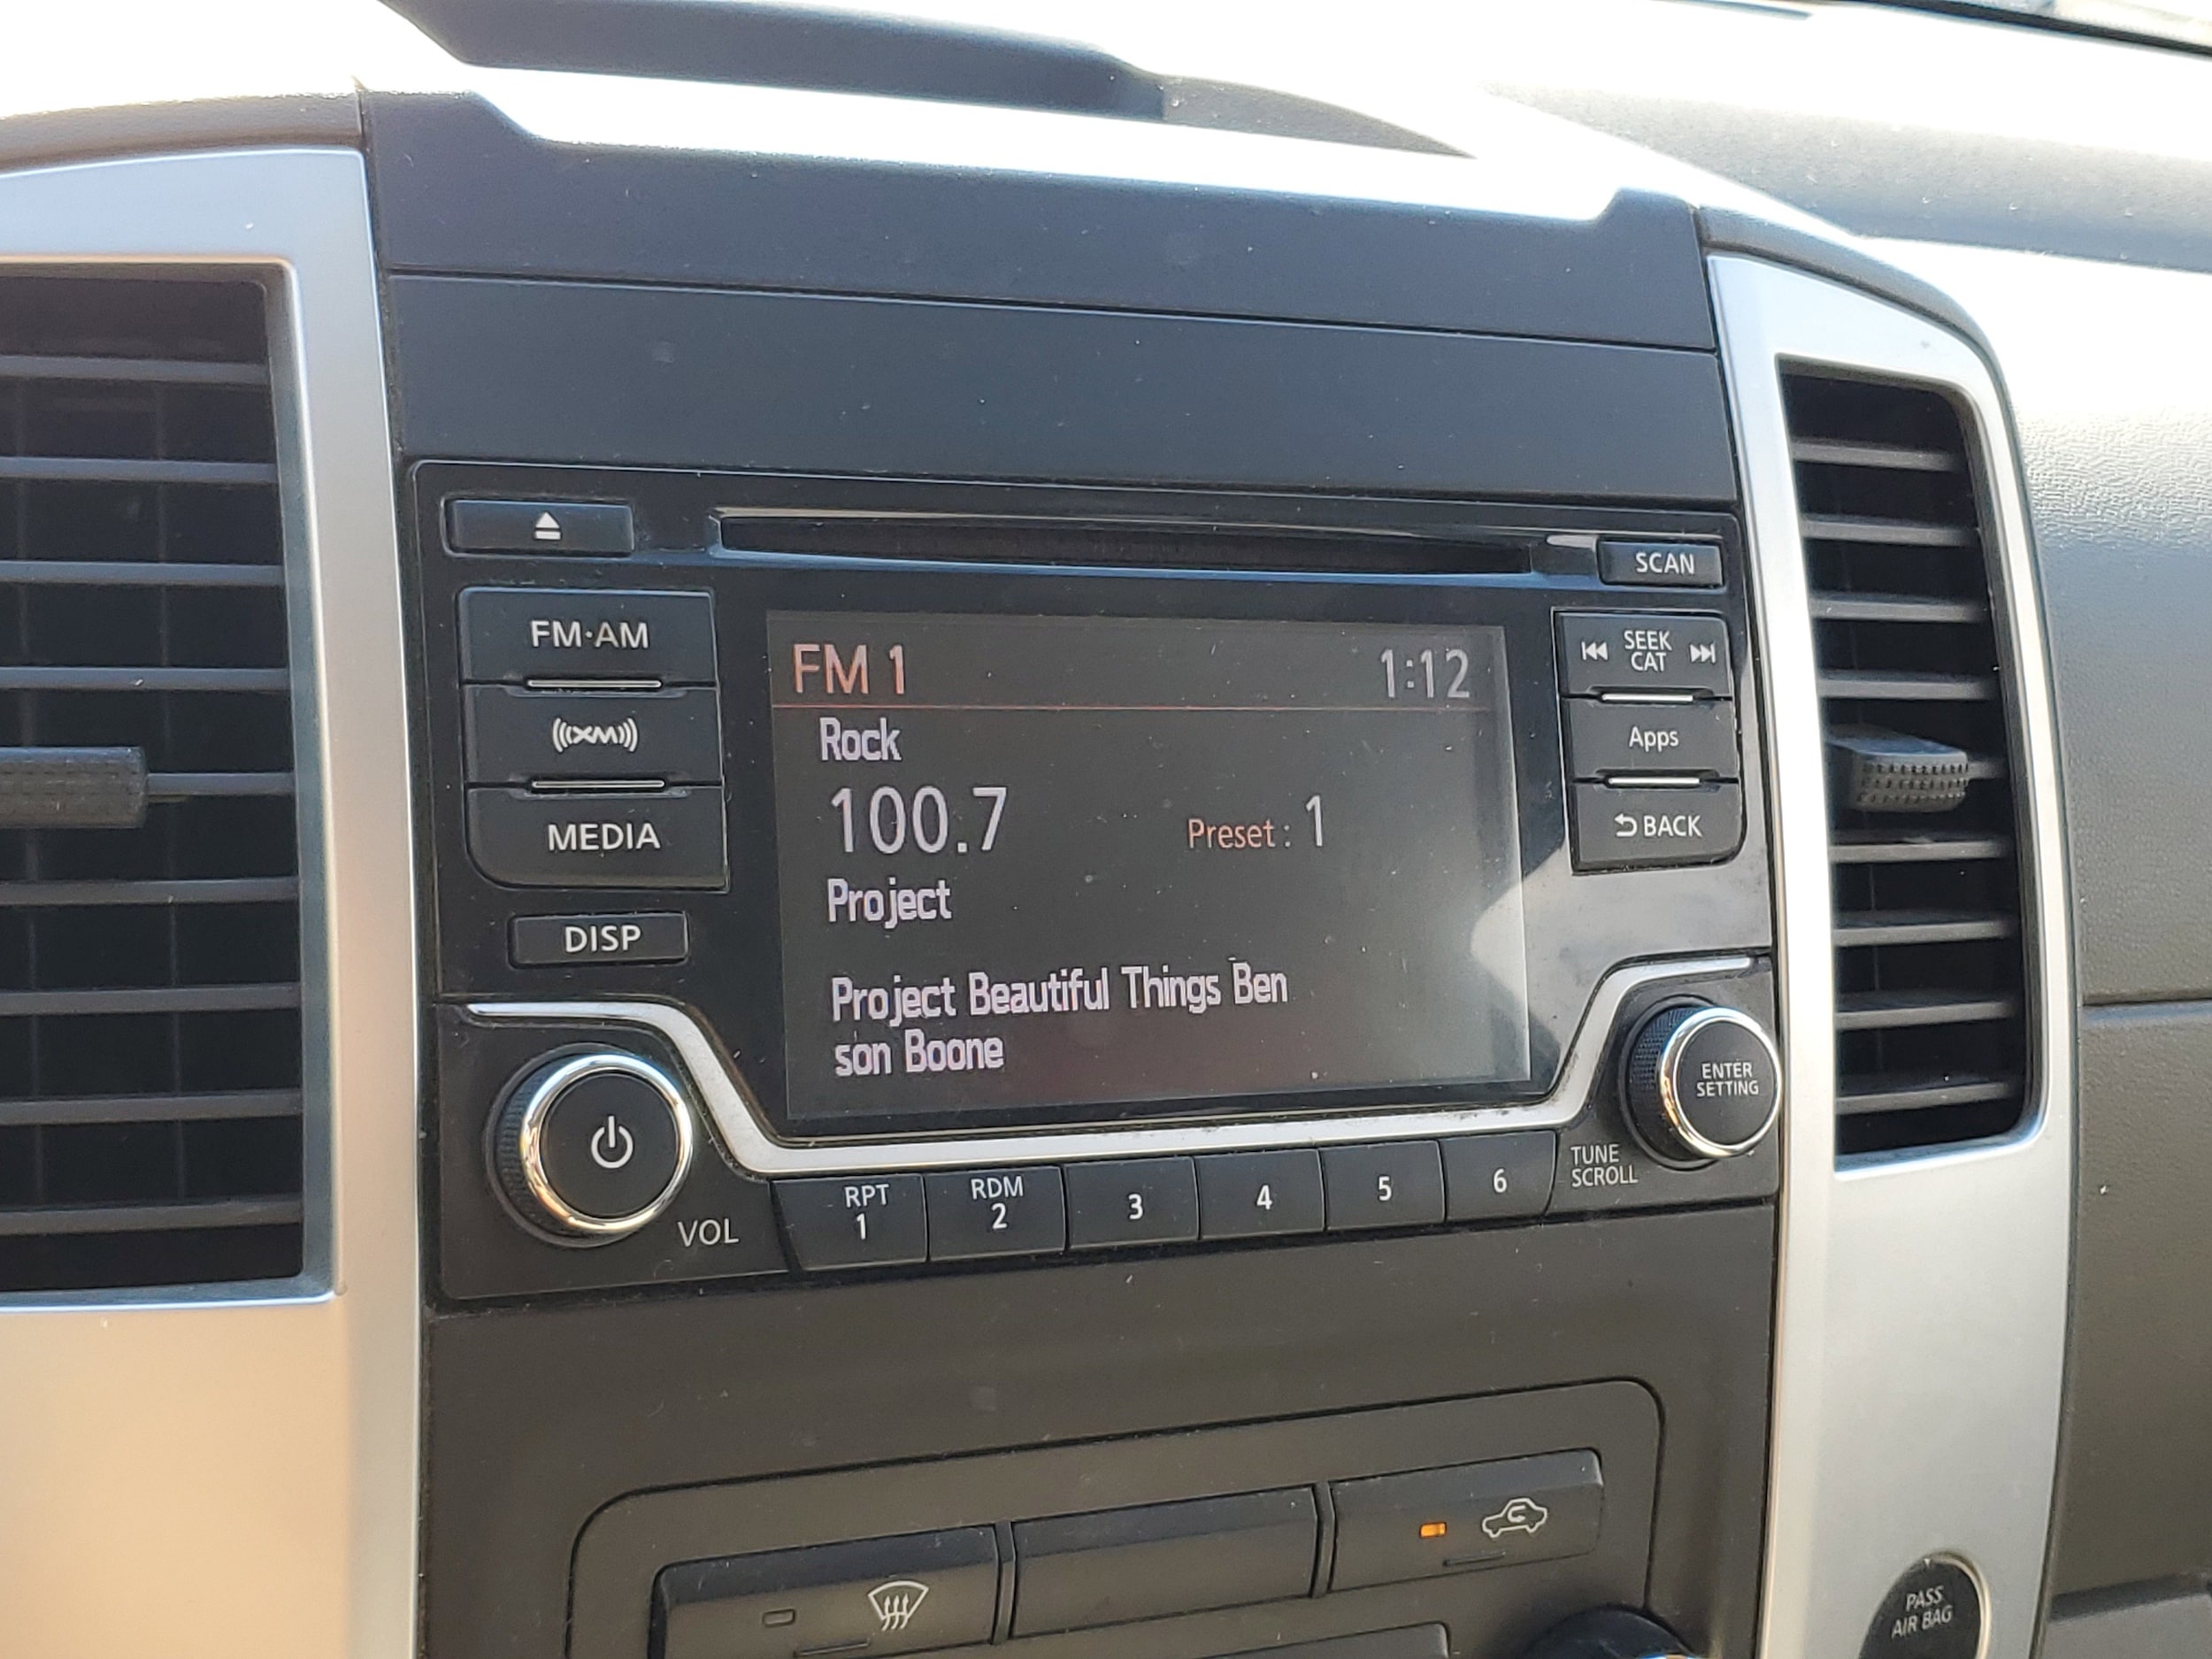 SCAN
FM·AM
SEEK
CAT
FM 1
1:12
Rock
(((XM)))
Apps
100.7
Preset : 1
MEDIA
BACK
Project
DISP
Project Beautiful Things Ben
son Boone
ENTER
SETTING
TUNE
SCROLL
VOL
RPT
1
RDM
2
3
4
5
6
PASS
AIR BAG